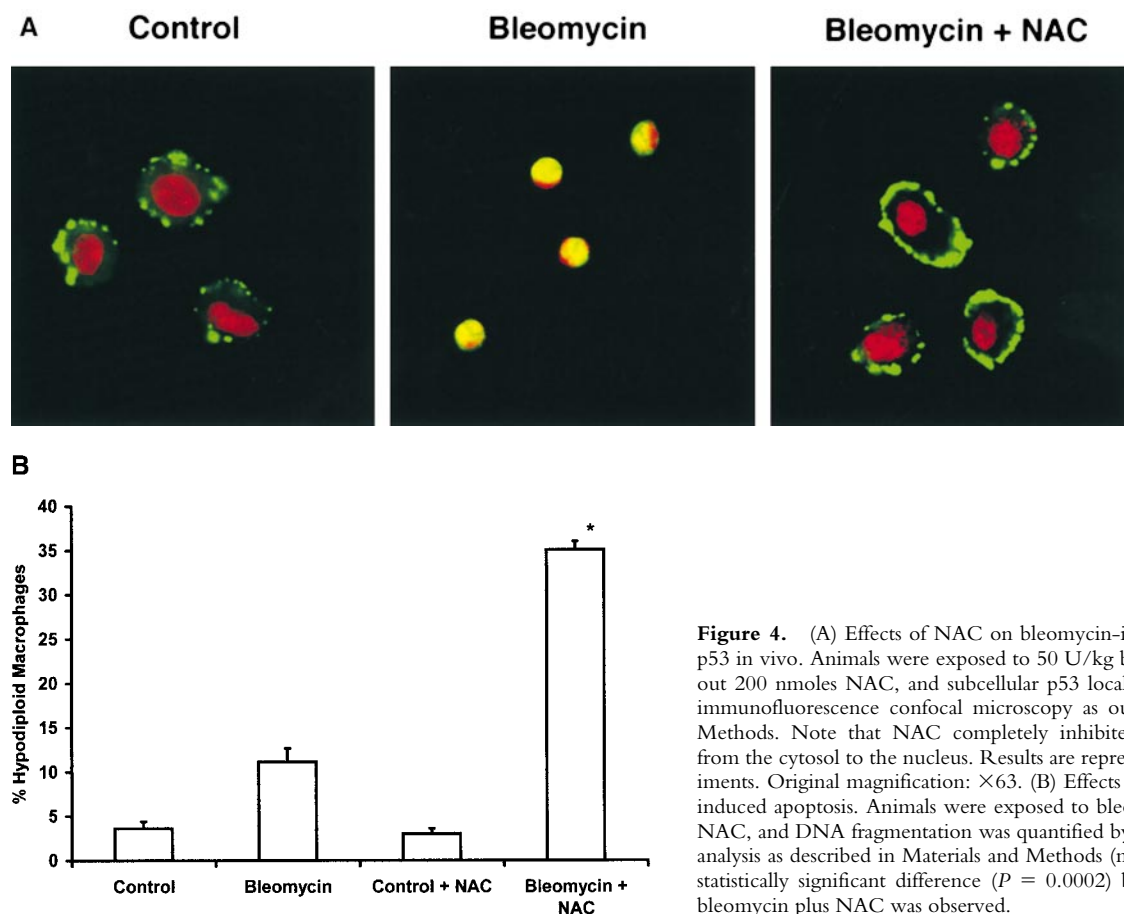 A
Control
Bleomycin
Bleomycin + NAC
B
% Hypodiploid Macrophages
40
35
30
25
20
15
10
5
0
*
Control
Bleomycin
Control + NAC
Bleomycin +
NAC
Figure 4. (A) Effects of NAC on bleomycin-i
p53 in vivo. Animals were exposed to 50 U/kg b
out 200 nmoles NAC, and subcellular p53 local
immunofluorescence confocal microscopy as ou
Methods. Note that NAC completely inhibite
from the cytosol to the nucleus. Results are repre
iments. Original magnification: ×63. (B) Effects
induced apoptosis. Animals were exposed to bleo
NAC, and DNA fragmentation was quantified by
analysis as described in Materials and Methods (n
statistically significant difference (P = 0.0002) b
bleomycin plus NAC was observed.